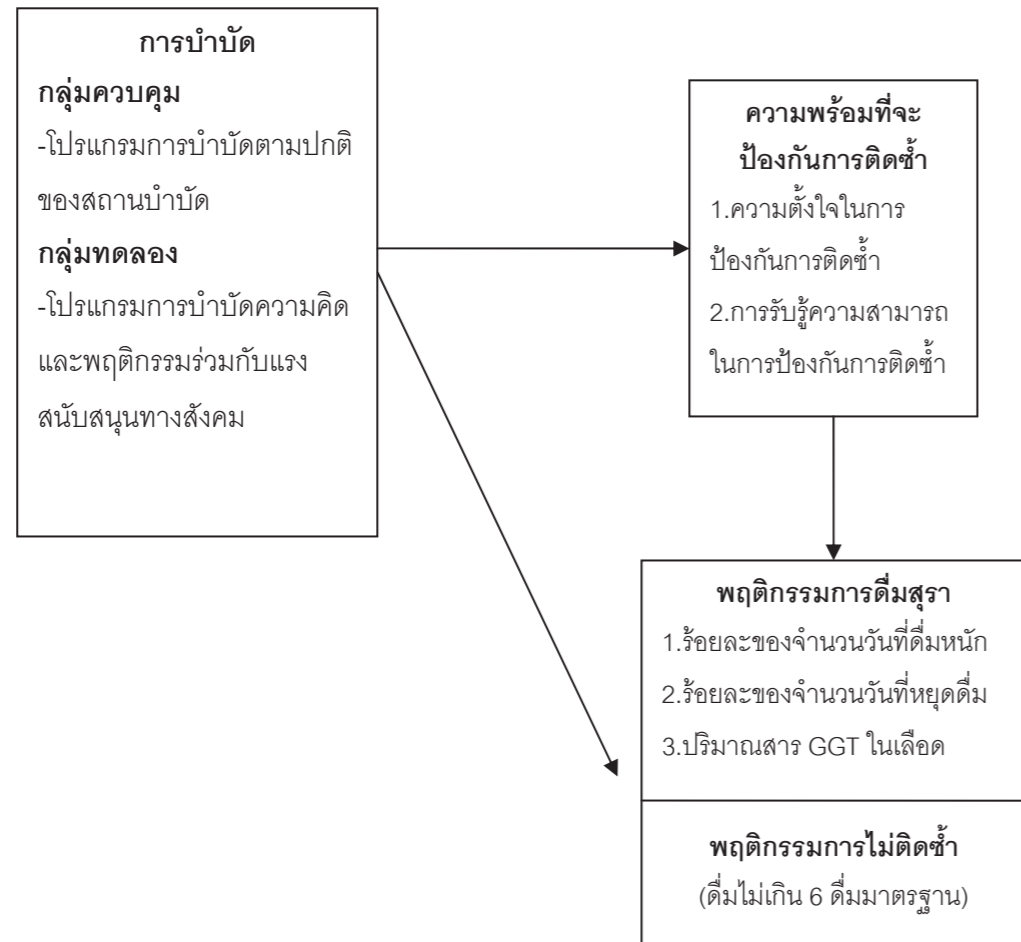 การบำบัด
กลุ่มควบคุม
-โปรแกรมการบำบัดตามปกติ
ของสถานบำบัด
กลุ่มทดลอง
-โปรแกรมการบำบัดความคิด
และพฤติกรรมร่วมกับแรง
สนับสนุนทางสังคม
ความพร้อมที่จะ
ป้องกันการติดซ้ำ
1.ความตั้งใจในการ
ป้องกันการติดซ้ำ
2.การรับรู้ความสามารถ
ในการป้องกันการติดซ้ำ
พฤติกรรมการดื่มสุรา
1.ร้อยละของจำนวนวันที่ดื่มหนัก
2.ร้อยละของจำนวนวันที่หยุดดื่ม
3.ปริมาณสาร GGT ในเลือด
พฤติกรรมการไม่ติดซ้ำ
(ดื่มไม่เกิน 6 ดื่มมาตรฐาน)